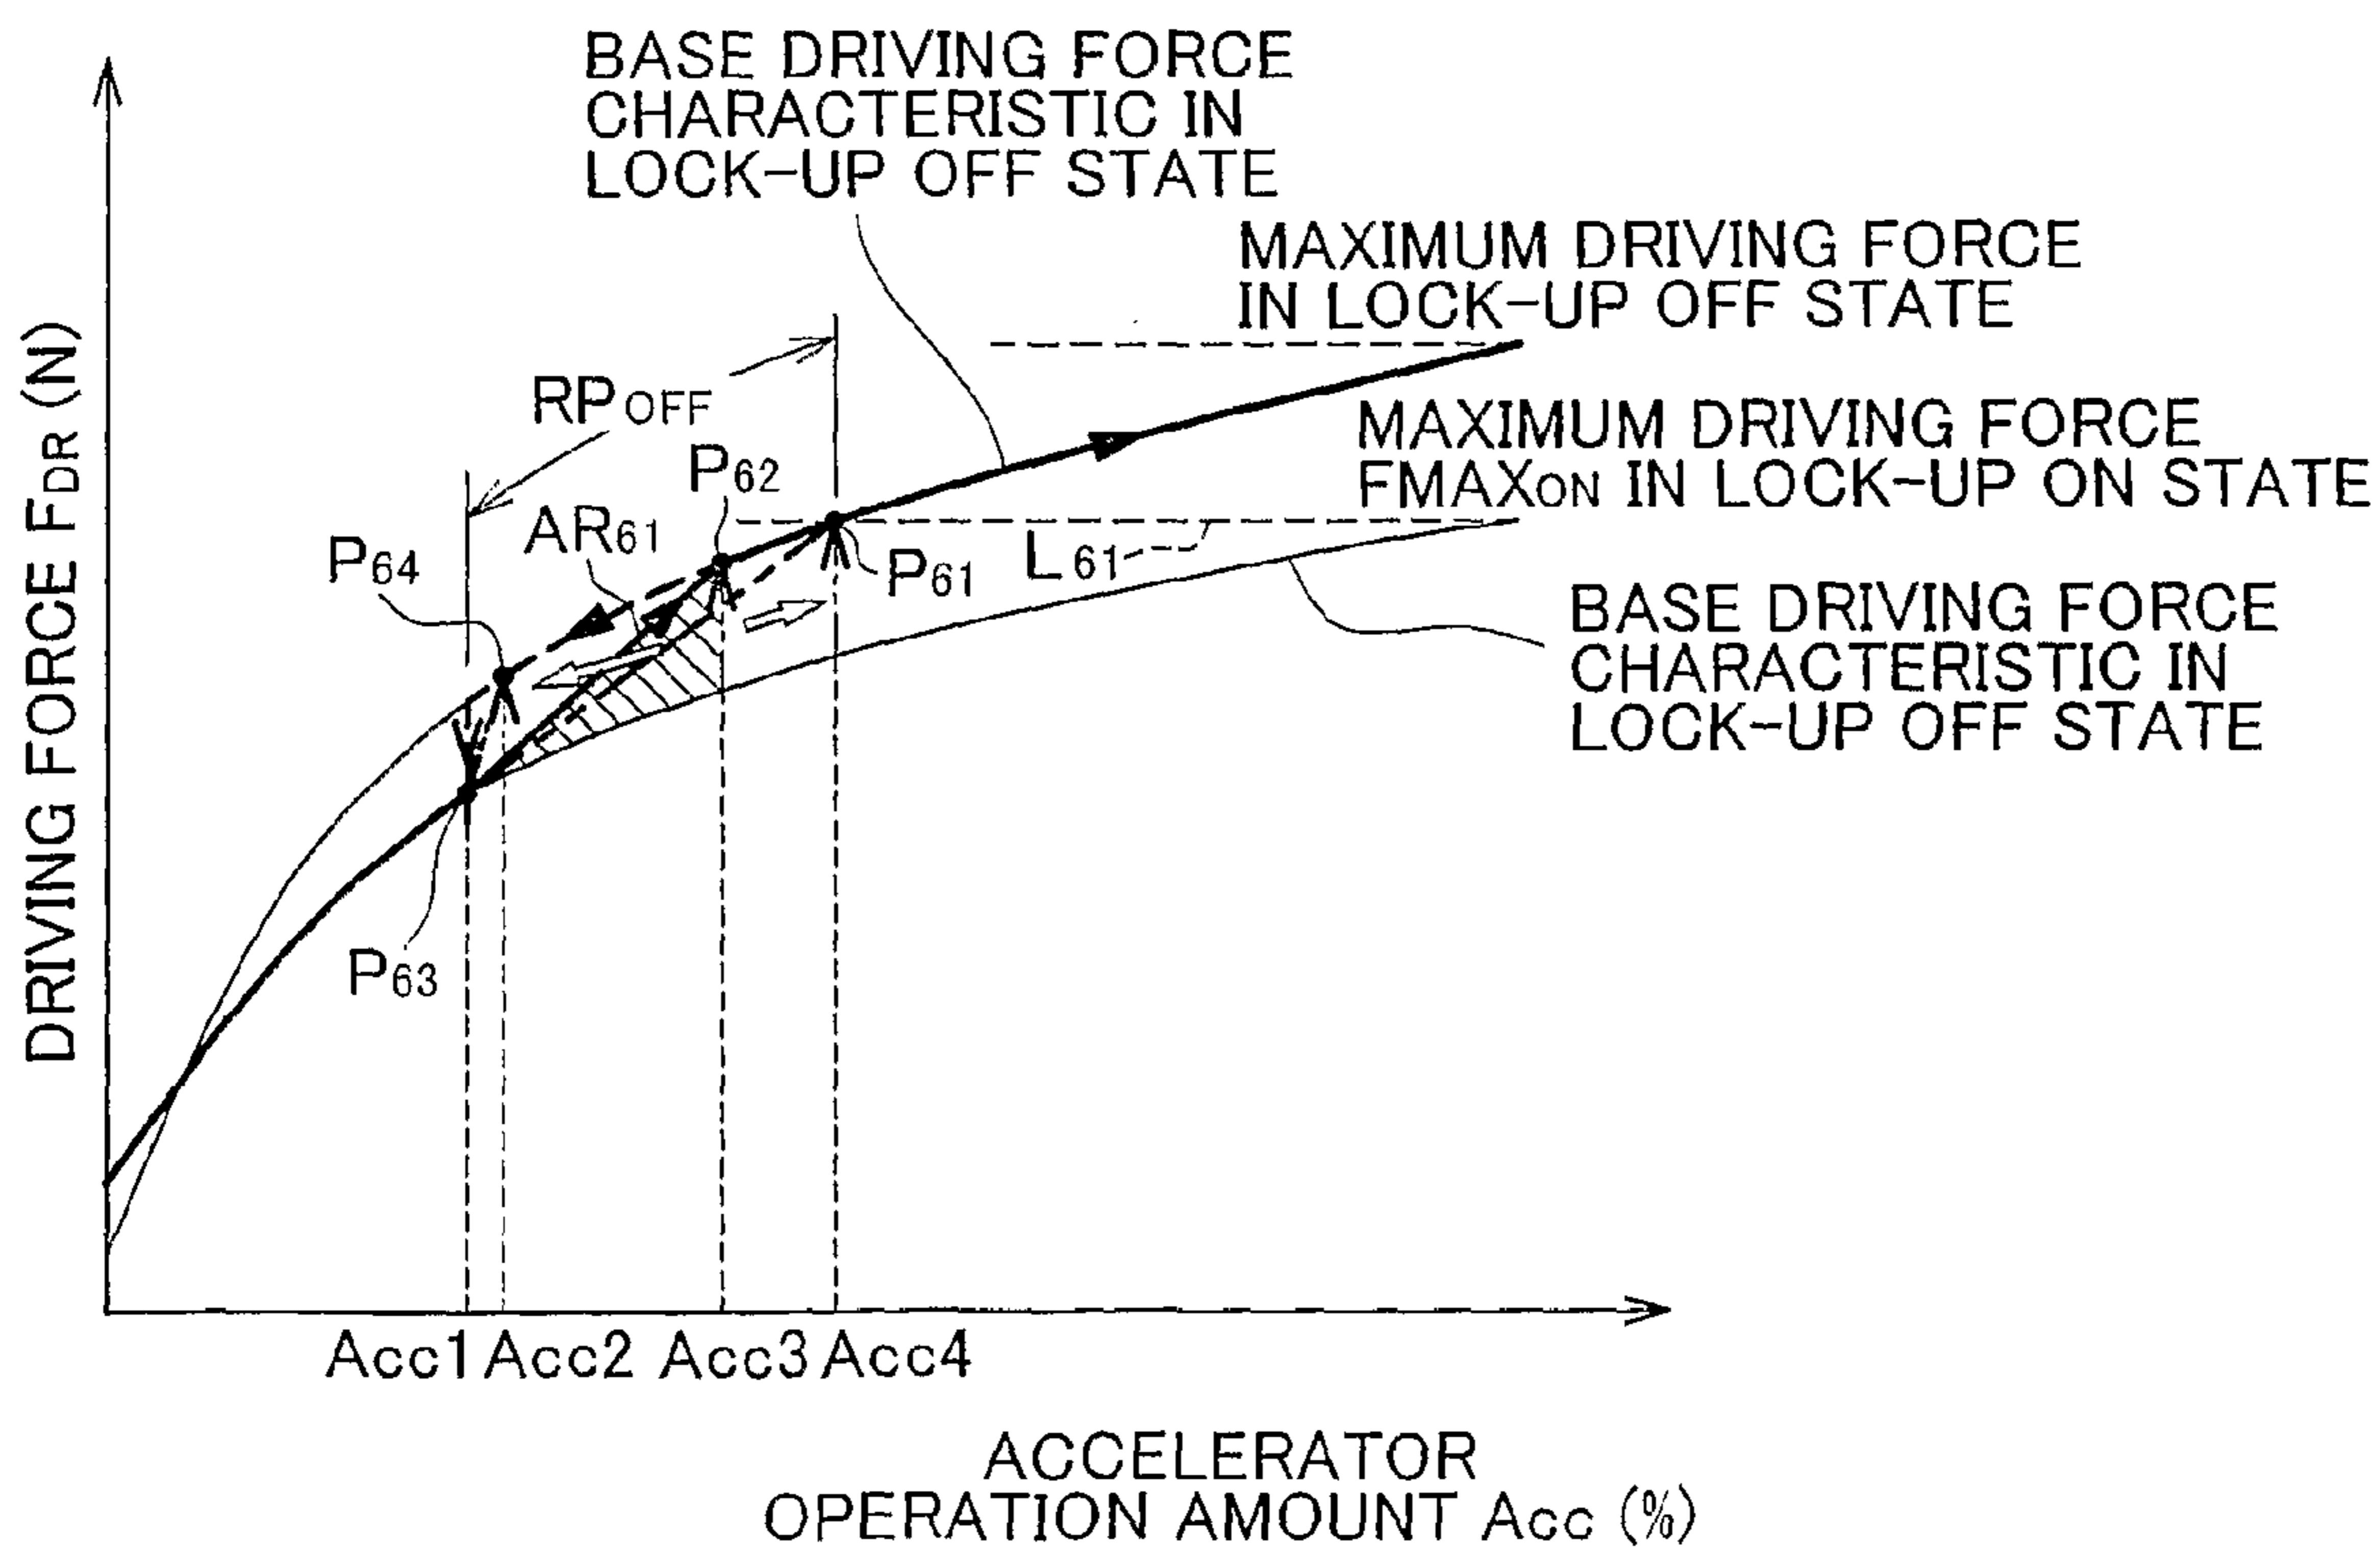 BASE DRIVING FORCE
CHARACTERISTIC IN
LOCK-UP OFF STATE
MAXIMUM DRIVING FORCE
IN LOCK-UP OFF STATE
RPOFF
MAXIMUM DRIVING FORCE
FMAXON IN LOCK-UP ON STATE
P62
AR61
P64
P61
L61
BASE DRIVING FORCE
CHARACTERISTIC IN
LOCK-UP OFF STATE
P63
DRIVING FORCE FDR (N)
Acc1 Acc2 Acc3 Acc4
ACCELERATOR
OPERATION AMOUNT Acc (%)